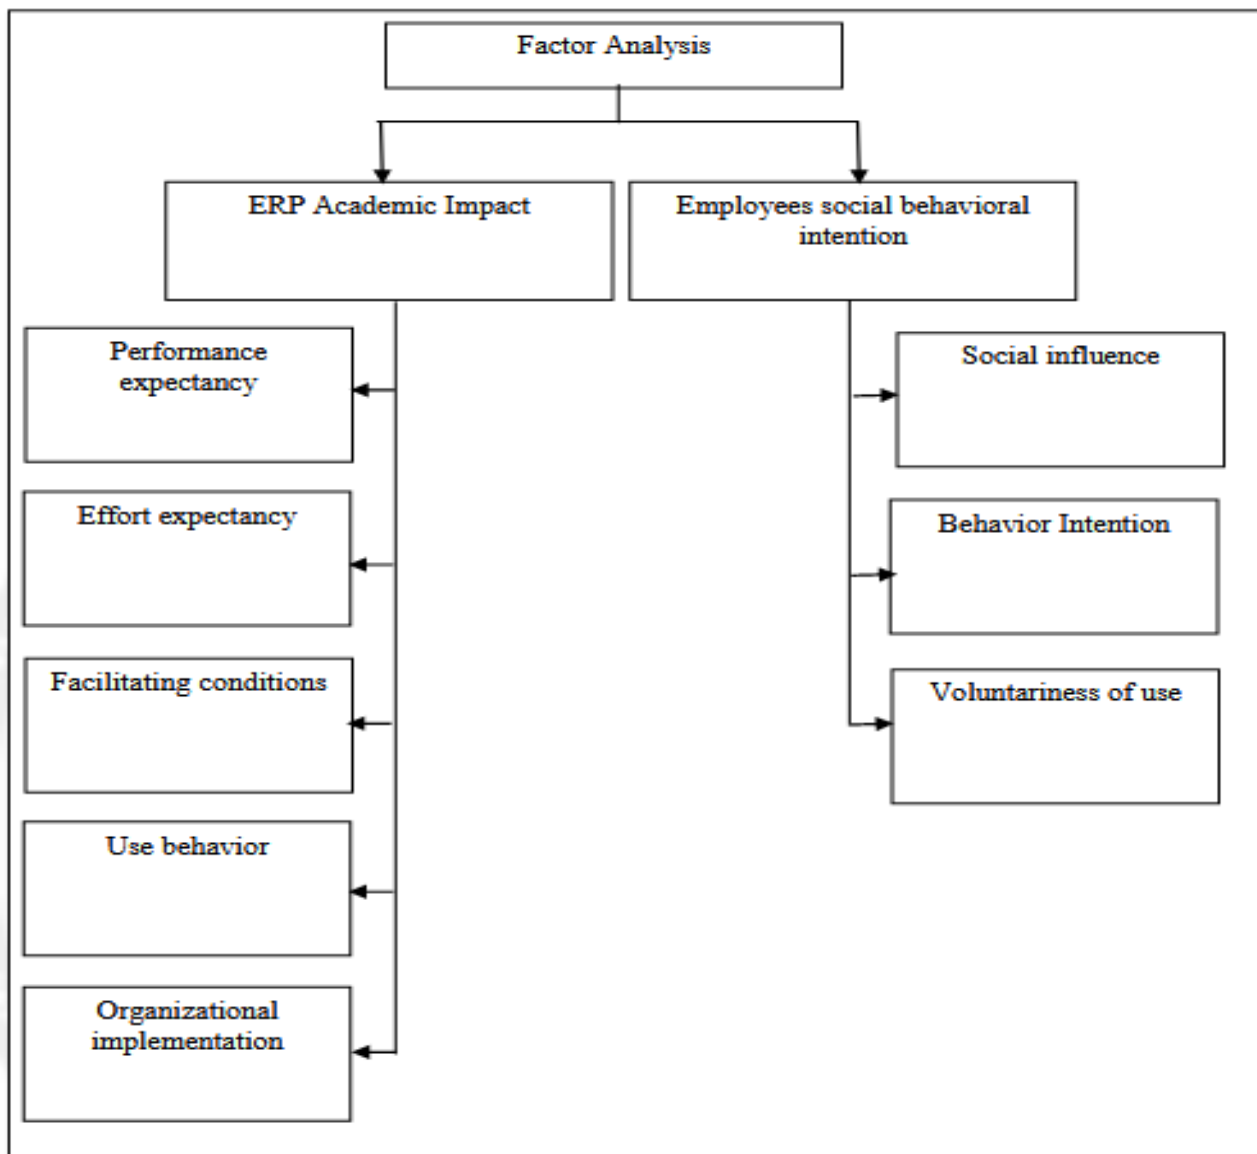 Factor Analysis
ERP Academic Impact
Employees social behavioral
intention
Performance
expectancy
Effort expectancy
Facilitating conditions
Use behavior
Organizational
implementation
Social influence
Behavior Intention
Voluntariness of use